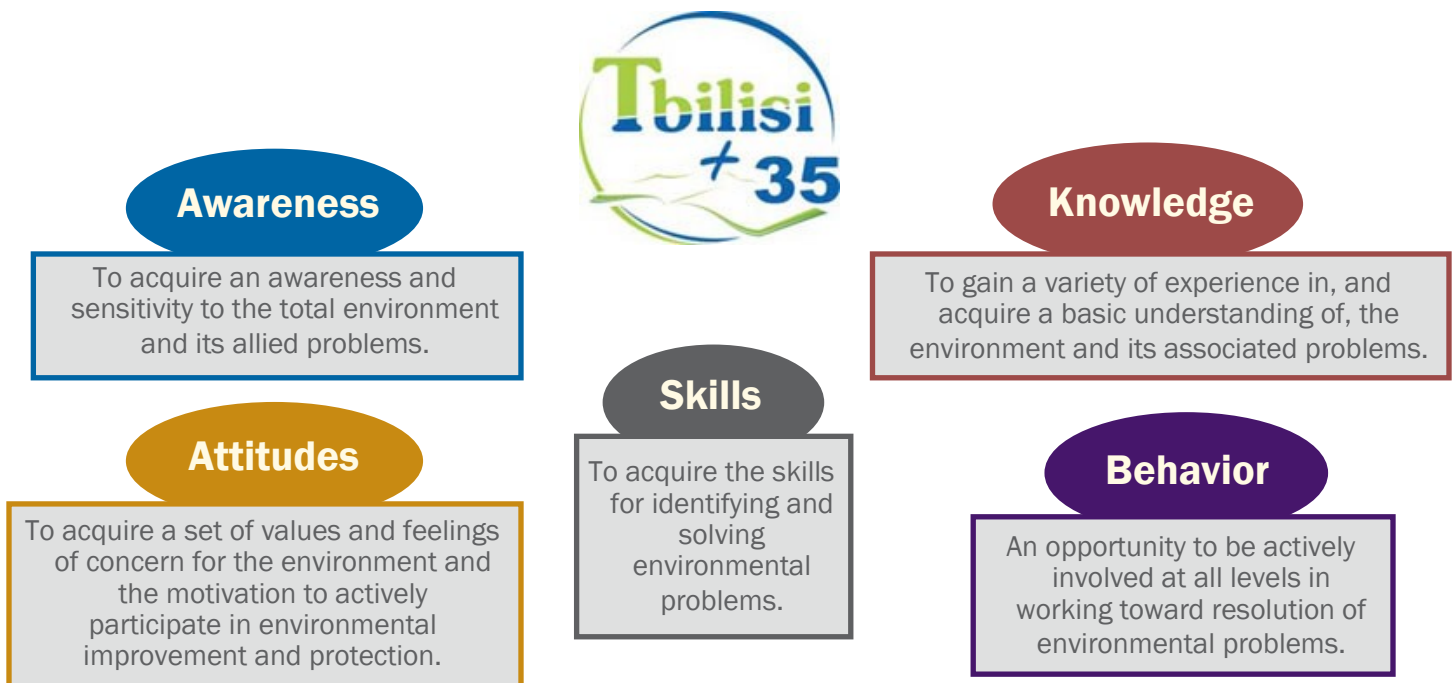 Tbilisi
+ 35
Awareness
To acquire an awareness and
sensitivity to the total environment
and its allied problems.
Knowledge
To gain a variety of experience in, and
acquire a basic understanding of, the
environment and its associated problems.
Skills
To acquire the skills
for identifying and
solving
environmental
problems.
Attitudes
To acquire a set of values and feelings
of concern for the environment and
the motivation to actively
participate in environmental
improvement and protection.
Behavior
An opportunity to be actively
involved at all levels in
working toward resolution of
environmental problems.